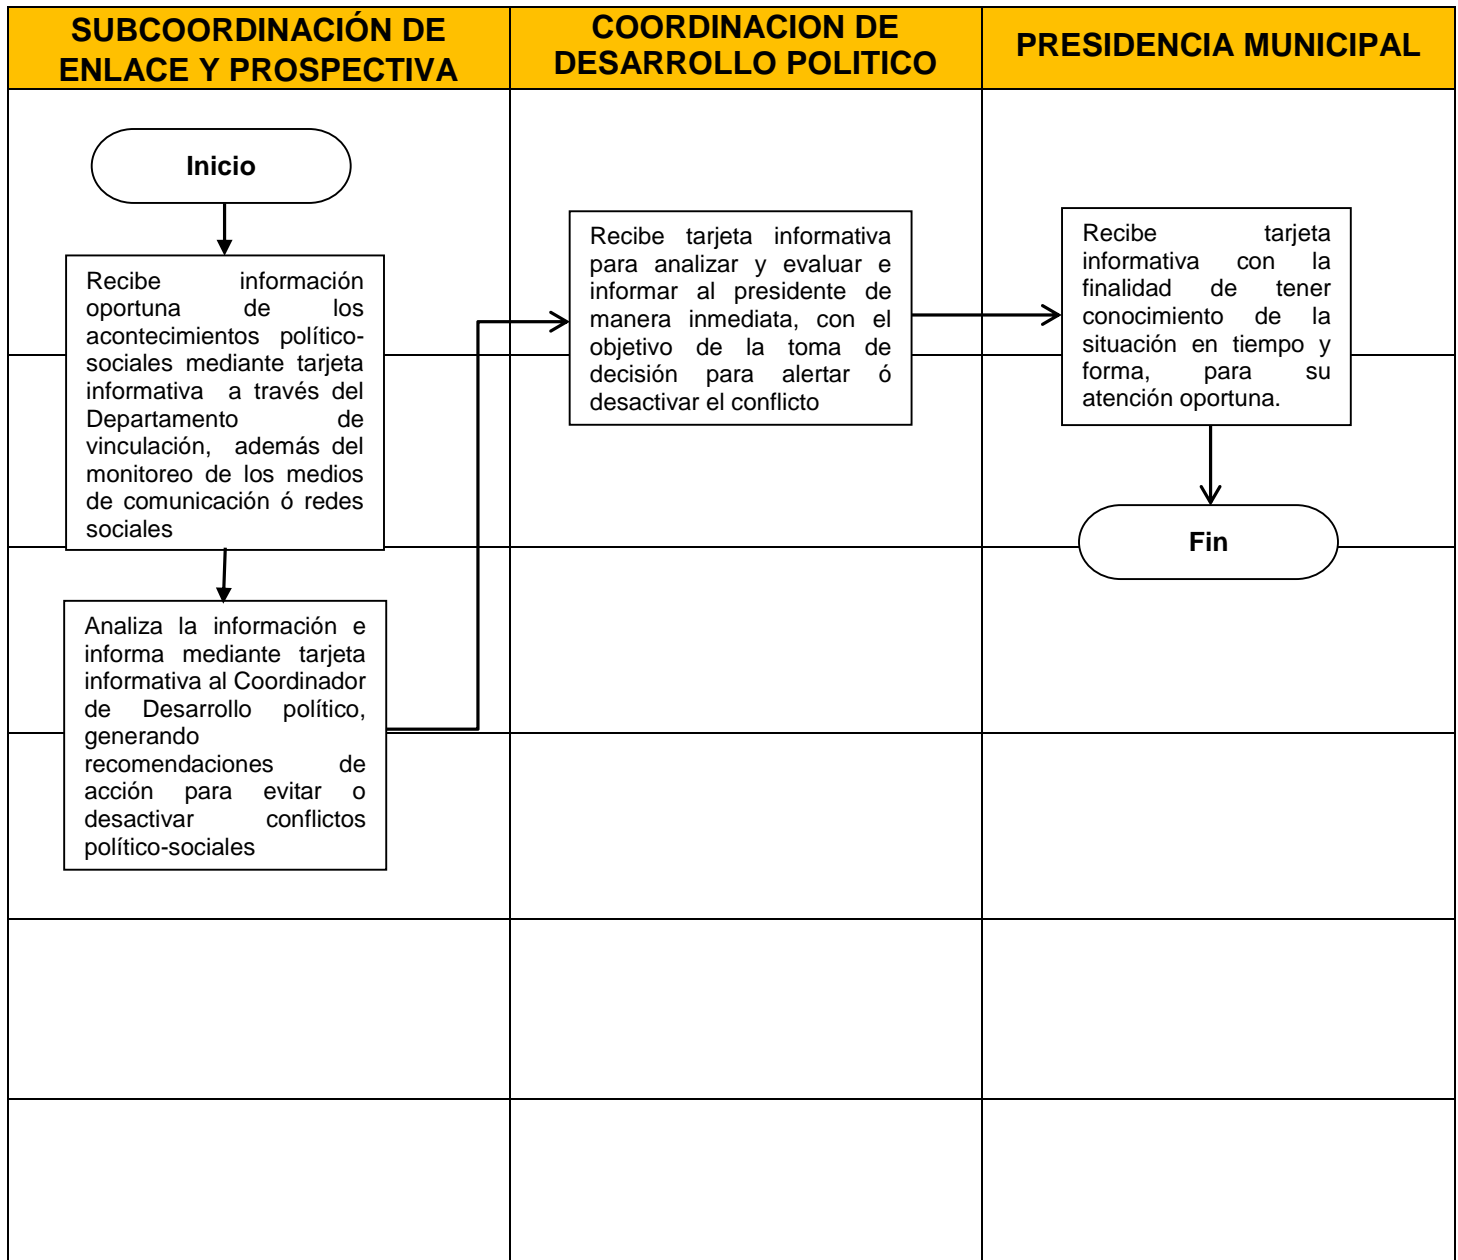 SUBCOORDINACIÓN DE
ENLACE Y PROSPECTIVA
COORDINACION DE
DESARROLLO POLITICO
PRESIDENCIA MUNICIPAL
Inicio
Recibe información
oportuna de los
acontecimientos político-
sociales mediante tarjeta
informativa a través del
Departamento de
vinculación, además del
monitoreo de los medios
de comunicación ó redes
sociales
Analiza la información e
informa mediante tarjeta
informativa al Coordinador
de Desarrollo político,
generando
recomendaciones de
acción para evitar o
desactivar conflictos
político-sociales
Recibe tarjeta informativa
para analizar y evaluar e
informar al presidente de
manera inmediata, con el
objetivo de la toma de
decisión para alertar ó
desactivar el conflicto
Recibe tarjeta
informativa con la
finalidad de tener
conocimiento de la
situación en tiempo y
forma, para su
atención oportuna.
Fin